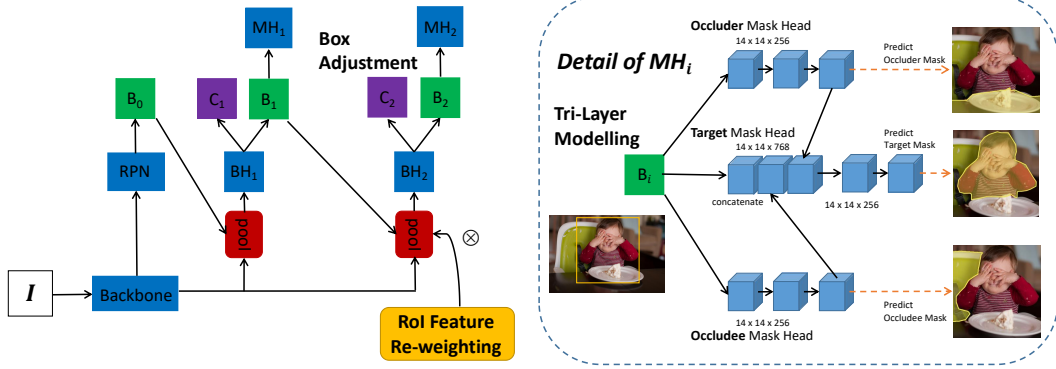 MH1
MH2
Box
Adjustment
B0
C1
B1
C2
B2
RPN
BH1
BH2
pool
pool
⊗
I
Backbone
RoI Feature
Re-weighting
Detail of MHi
Tri-Layer
Modelling
Bi
Occluder Mask Head
14 x 14 x 256
Predict
Occluder Mask
Target Mask Head
14 x 14 x 768
concatenate
14 x 14 x 256
Predict
Target Mask
14 x 14 x 256
Occludee Mask Head
Predict
Occludee Mask